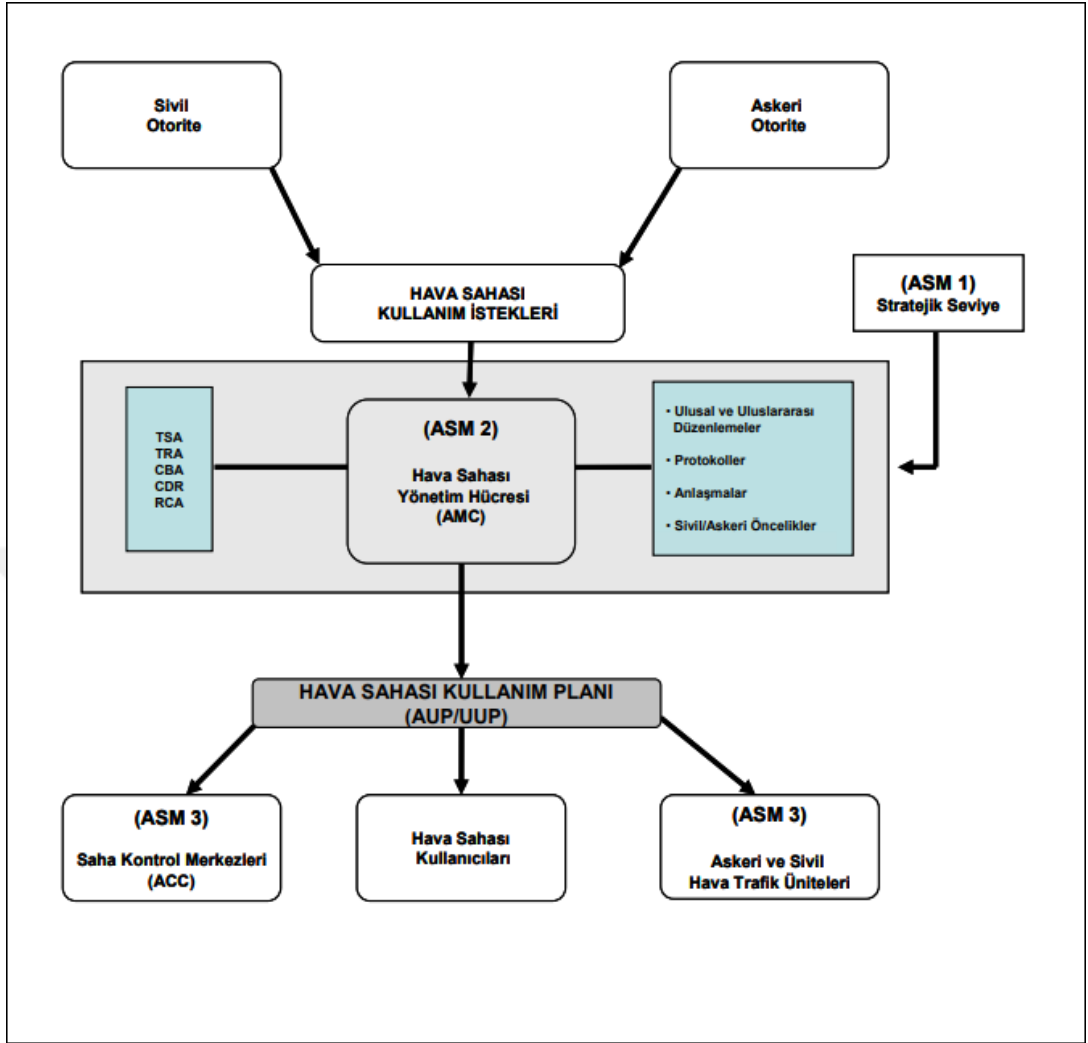 Sivil
Otorite
Askeri
Otorite
HAVA SAHASI
KULLANIM İSTEKLERİ
(ASM 1)
Stratejik Seviye
TSA
TRA
CBA
CDR
RCA
(ASM 2)
Hava Sahası
Yönetim Hücresi
(AMC)
• Ulusal ve Uluslararası
Düzenlemeler
• Protokoller
• Anlaşmalar
• Sivil/Askeri Öncelikler
HAVA SAHASI KULLANIM PLANI
(AUP/UUP)
(ASM 3)
Saha Kontrol Merkezleri
(ACC)
Hava Sahası
Kullanıcıları
(ASM 3)
Askeri ve Sivil
Hava Trafik Üniteleri